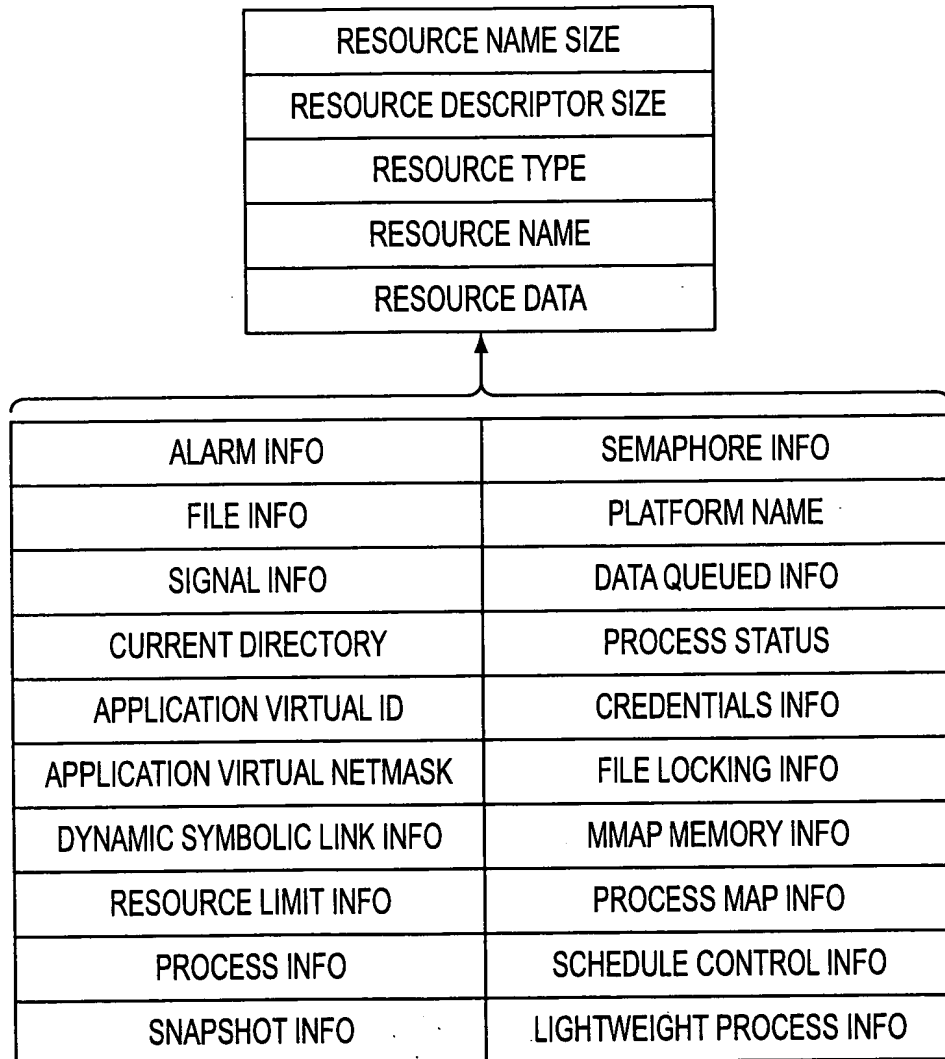 RESOURCE NAME SIZE
RESOURCE DESCRIPTOR SIZE
RESOURCE TYPE
RESOURCE NAME
RESOURCE DATA
ALARM INFO
SEMAPHORE INFO
FILE INFO
PLATFORM NAME
SIGNAL INFO
DATA QUEUED INFO
CURRENT DIRECTORY
PROCESS STATUS
APPLICATION VIRTUAL ID
CREDENTIALS INFO
APPLICATION VIRTUAL NETMASK
FILE LOCKING INFO
DYNAMIC SYMBOLIC LINK INFO
MMAP MEMORY INFO
RESOURCE LIMIT INFO
PROCESS MAP INFO
PROCESS INFO
SCHEDULE CONTROL INFO
SNAPSHOT INFO
LIGHTWEIGHT PROCESS INFO